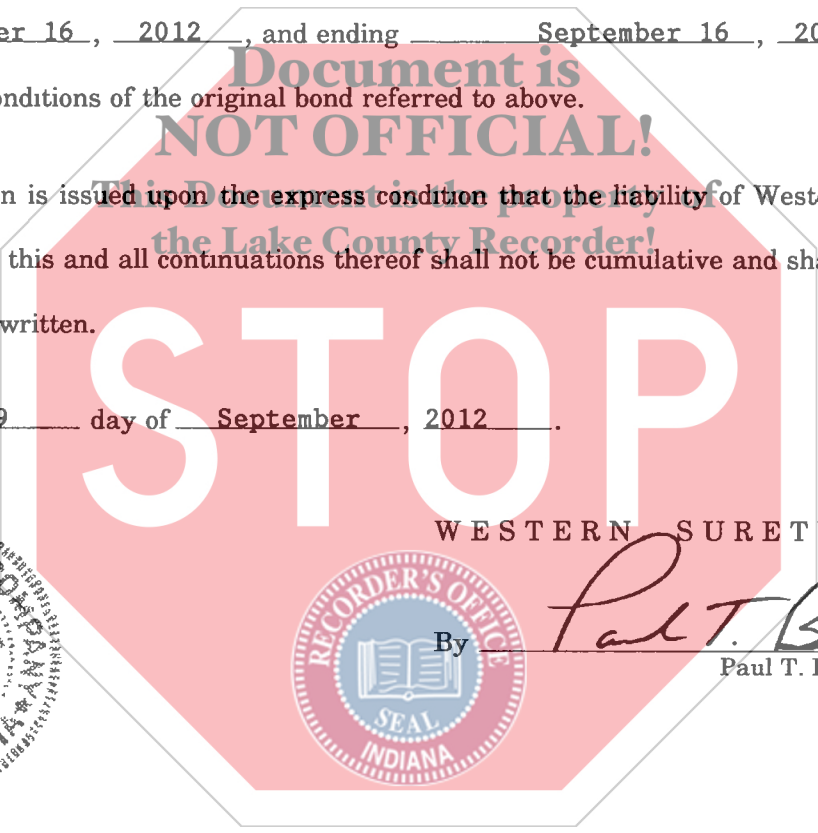 er 16 , 2012 , and ending September 16 , 20
Document is
onditions of the original bond referred to above.
NOT OFFICIAL!
n is issued upon the express condition that the liability of West
This Document is the property of
the Lake County Recorder!
this and all continuations thereof shall not be cumulative and sha
written.
STOP
9 day of September , 2012 .
WESTERN SURET
RECORDER'S OFFICE
SEAL
INDIANA
By Paul T. B
Paul T. 
COMPANY